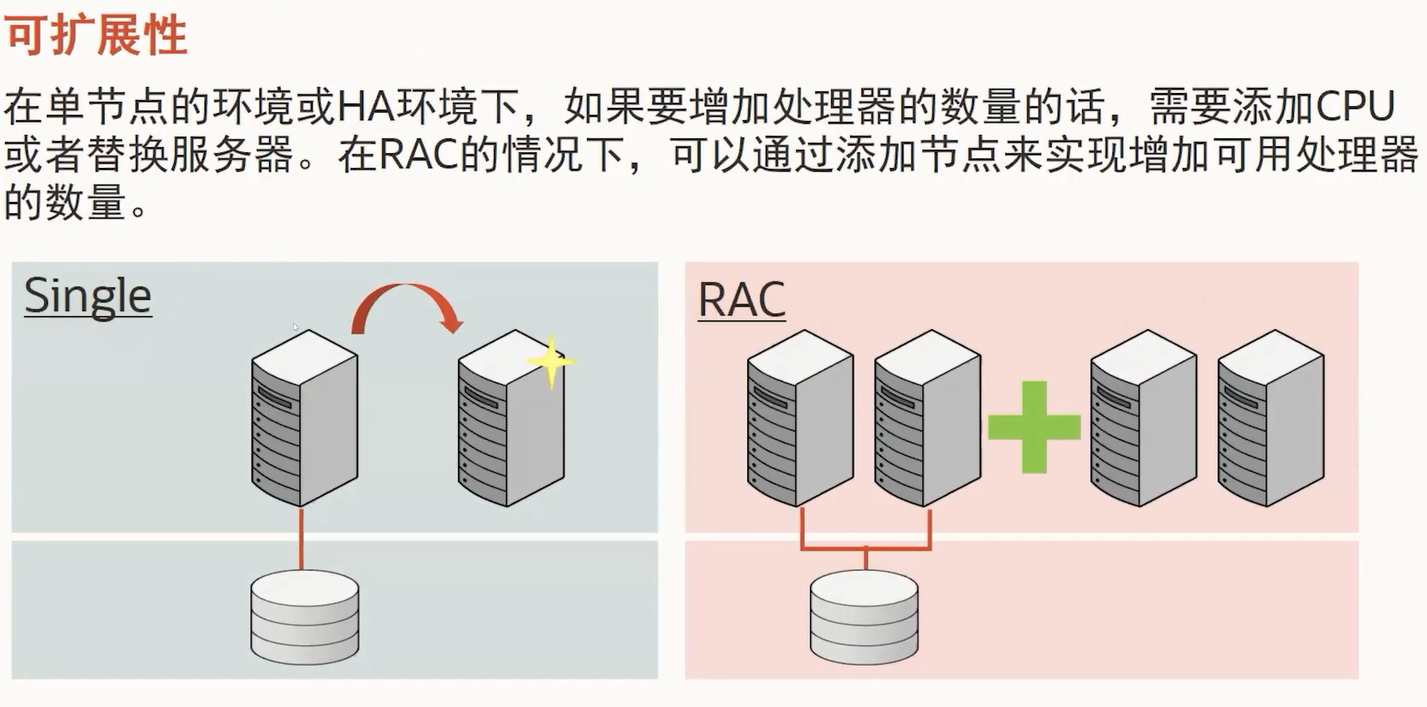 可扩展性
在单节点的环境或HA环境下，如果要增加处理器的数量的话，需要添加CPU
或者替换服务器。在RAC的情况下，可以通过添加节点来实现增加可用处理器
的数量。
Single
RAC